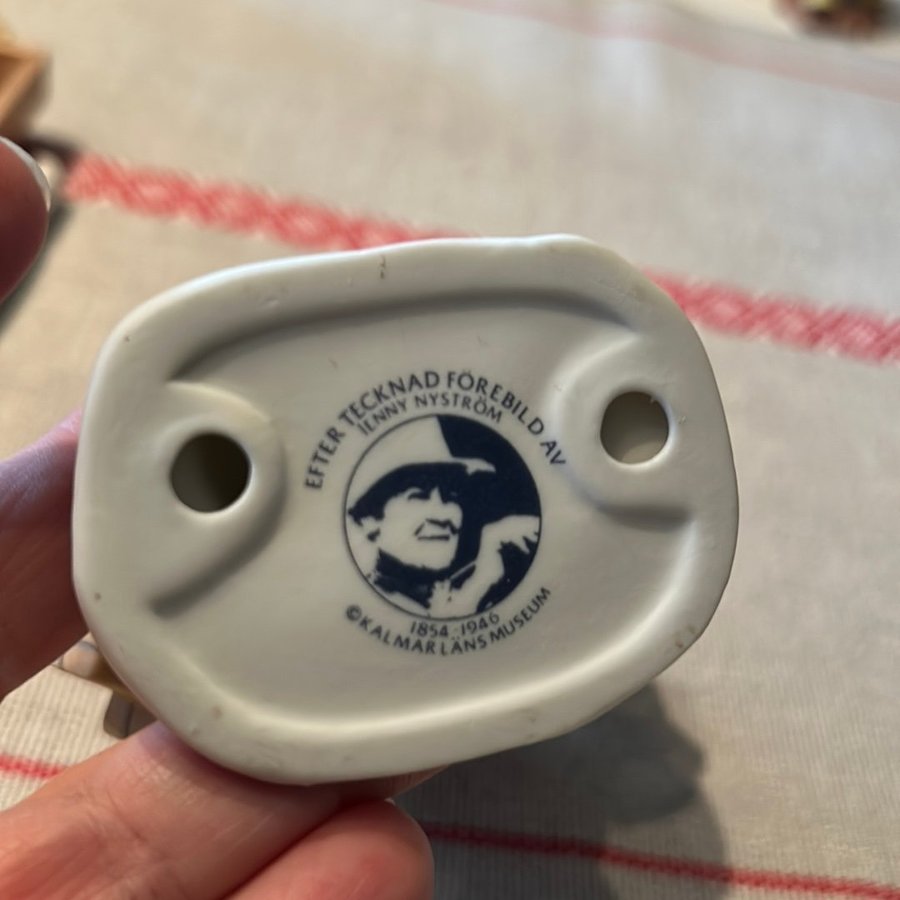 EFTER TECKNAD FÖREBILD AV
JENNY NYSTRÖM
1854-1946
©KALMAR LÄNS MUSEUM